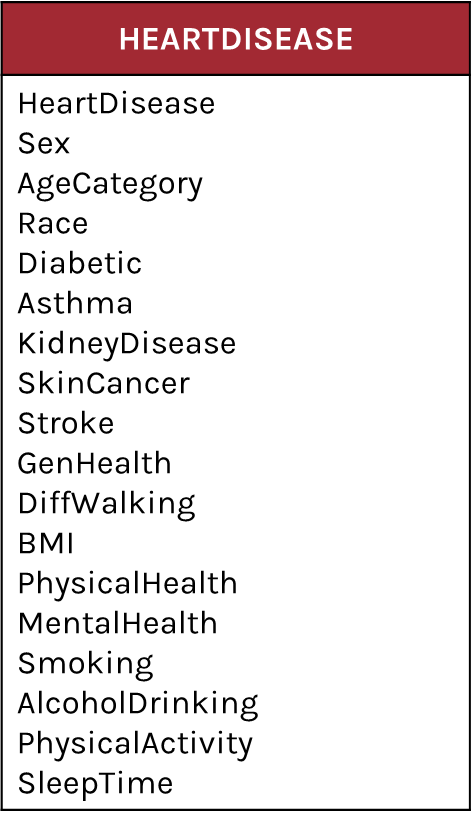 HEARTDISEASE
HeartDisease
Sex
AgeCategory
Race
Diabetic
Asthma
KidneyDisease
SkinCancer
Stroke
GenHealth
DiffWalking
BMI
PhysicalHealth
MentalHealth
Smoking
AlcoholDrinking
PhysicalActivity
SleepTime